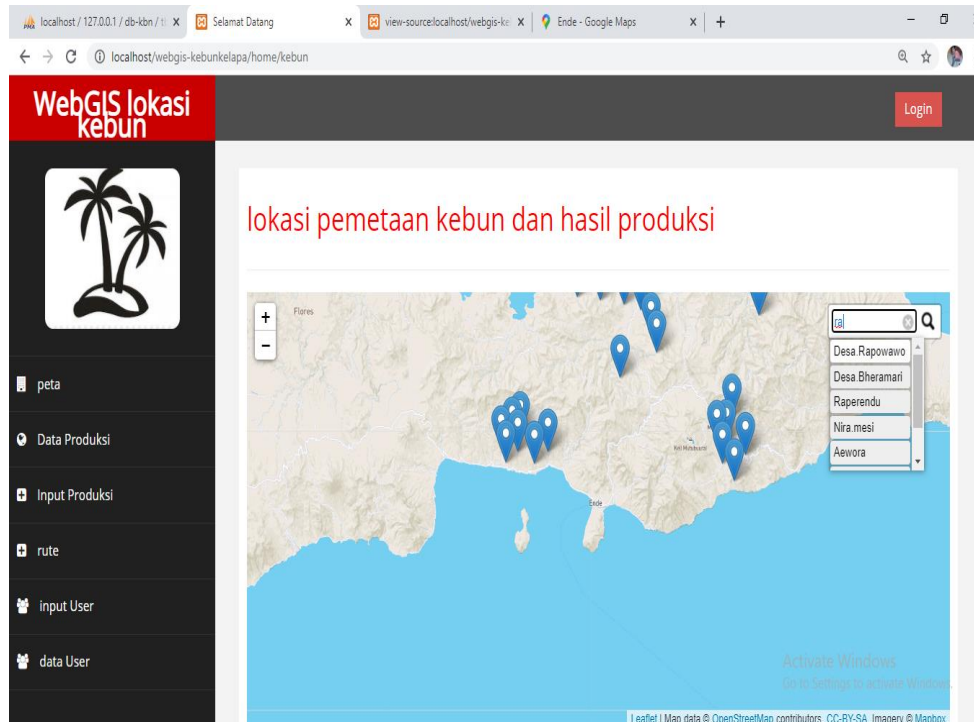 localhost / 127.0.0.1 / db-kbn / t
Selamat Datang
view-source:localhost/webgis-ke
Ende - Google Maps
localhost/webgis-kebunkelapa/home/kebun
WebGIS lokasi
kebun
Login
lokasi pemetaan kebun dan hasil produksi
+
−
Flores
ra
Desa.Rapowawo
Desa.Bheramari
Raperendu
Nira.mesi
Aewora
Ende
peta
Data Produksi
Input Produksi
rute
input User
data User
Activate Windows
Go to Settings to activate Windows.
Leaflet | Map data © OpenStreetMap contributors, CC-BY-SA, Imagery © Mapbox